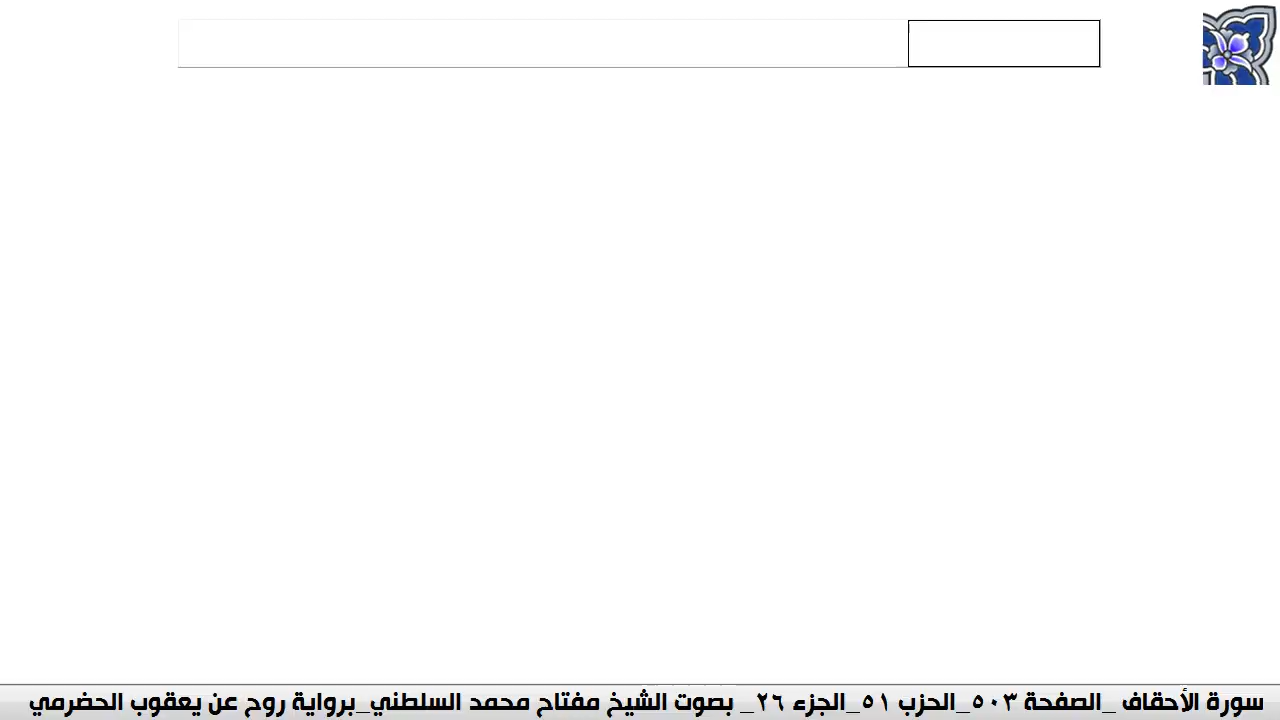 سورة الأحقاف _الصفحة ٥٠٣_الحزب ٥١_الجزء ٢٦_ بصوت الشيخ مفتاح محمد السلطني_برواية روح عن يعقوب الحضرمي